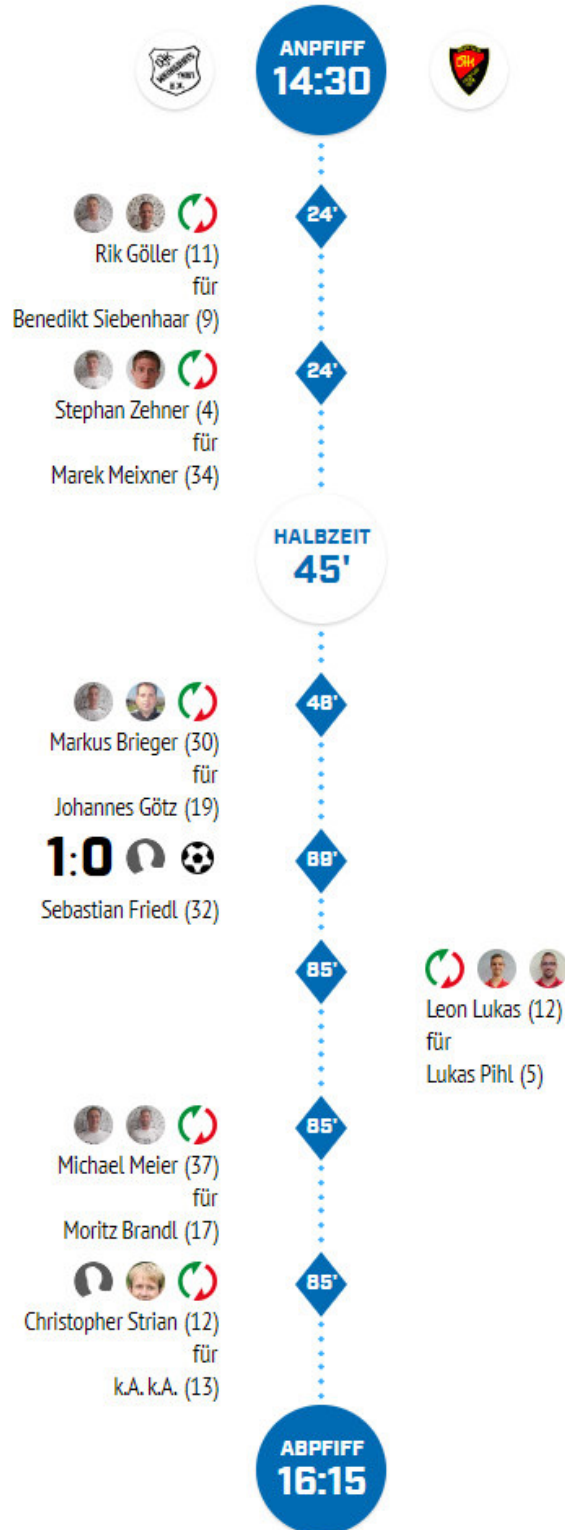 ANPFIFF
14:30
24'
Rik Göller (11)
für
Benedikt Siebenhaar (9)
24'
Stephan Zehner (4)
für
Marek Meixner (34)
HALBZEIT
45'
48'
Markus Brieger (30)
für
Johannes Götz (19)
1:0
69'
Sebastian Friedl (32)
85'
Leon Lukas (12)
für
Lukas Pihl (5)
85'
Michael Meier (37)
für
Moritz Brandl (17)
85'
Christopher Strian (12)
für
k.A. k.A. (13)
ABPFIFF
16:15